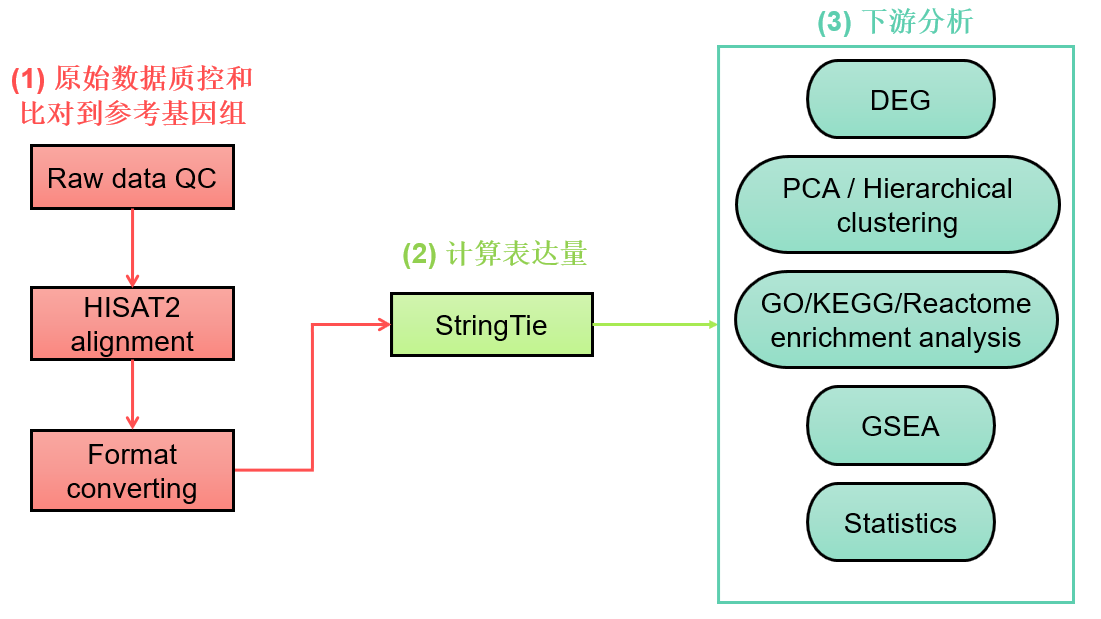 (1) 原始数据质控和
比对到参考基因组
Raw data QC
HISAT2
alignment
Format
converting
(2) 计算表达量
StringTie
(3) 下游分析
DEG
PCA / Hierarchical
clustering
GO/KEGG/Reactome
enrichment analysis
GSEA
Statistics